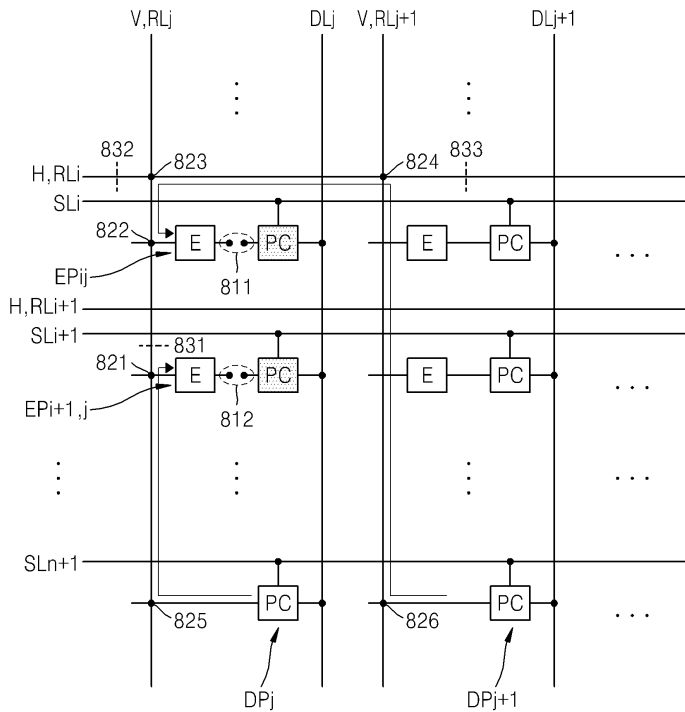 V,RLj DLj V,RLj+1 DLj+1
832 823 824 833
H,RLi
SLi
822 E PC E PC
EPij 811
H,RLi+1
SLi+1
821 831 E PC E PC
EPi+1,j 812
SLn+1
PC PC
825 826
DPj DPj+1